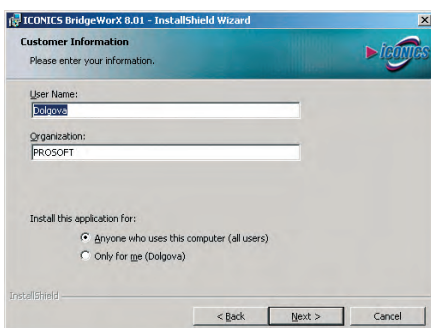 ICONICS BridgeWorX 8.01 - InstallShield Wizard
Customer Information
Please enter your information.
ICONICS
User Name:
Dolgova
Organization:
PROSOFT
Install this application for:
Anyone who uses this computer (all users)
Only for me (Dolgova)
InstallShield
< Back Next > Cancel